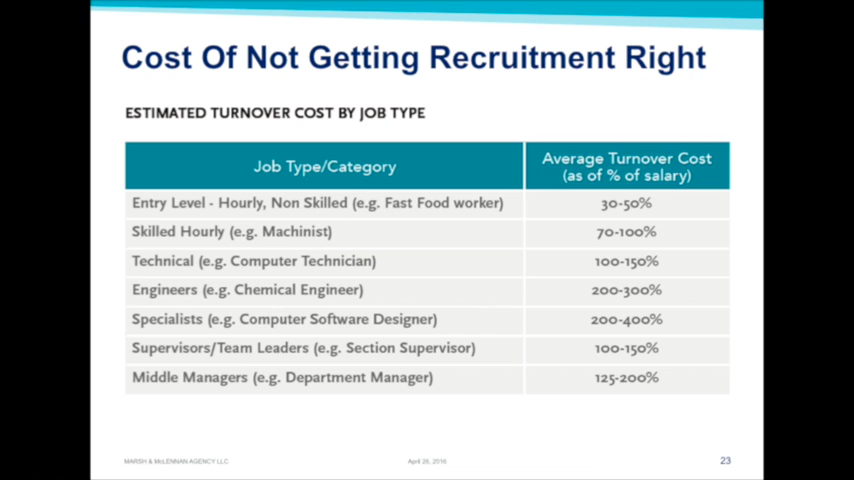 Cost Of Not Getting Recruitment Right
ESTIMATED TURNOVER COST BY JOB TYPE
Job Type/Category
Average Turnover Cost
(as of % of salary)
Entry Level - Hourly, Non Skilled (e.g. Fast Food worker) 30-50%
Skilled Hourly (e.g. Machinist) 70-100%
Technical (e.g. Computer Technician) 100-150%
Engineers (e.g. Chemical Engineer) 200-300%
Specialists (e.g. Computer Software Designer) 200-400%
Supervisors/Team Leaders (e.g. Section Supervisor) 100-150%
Middle Managers (e.g. Department Manager) 125-200%
MARSH & McLENNAN AGENCY LLC April 26, 2016 23